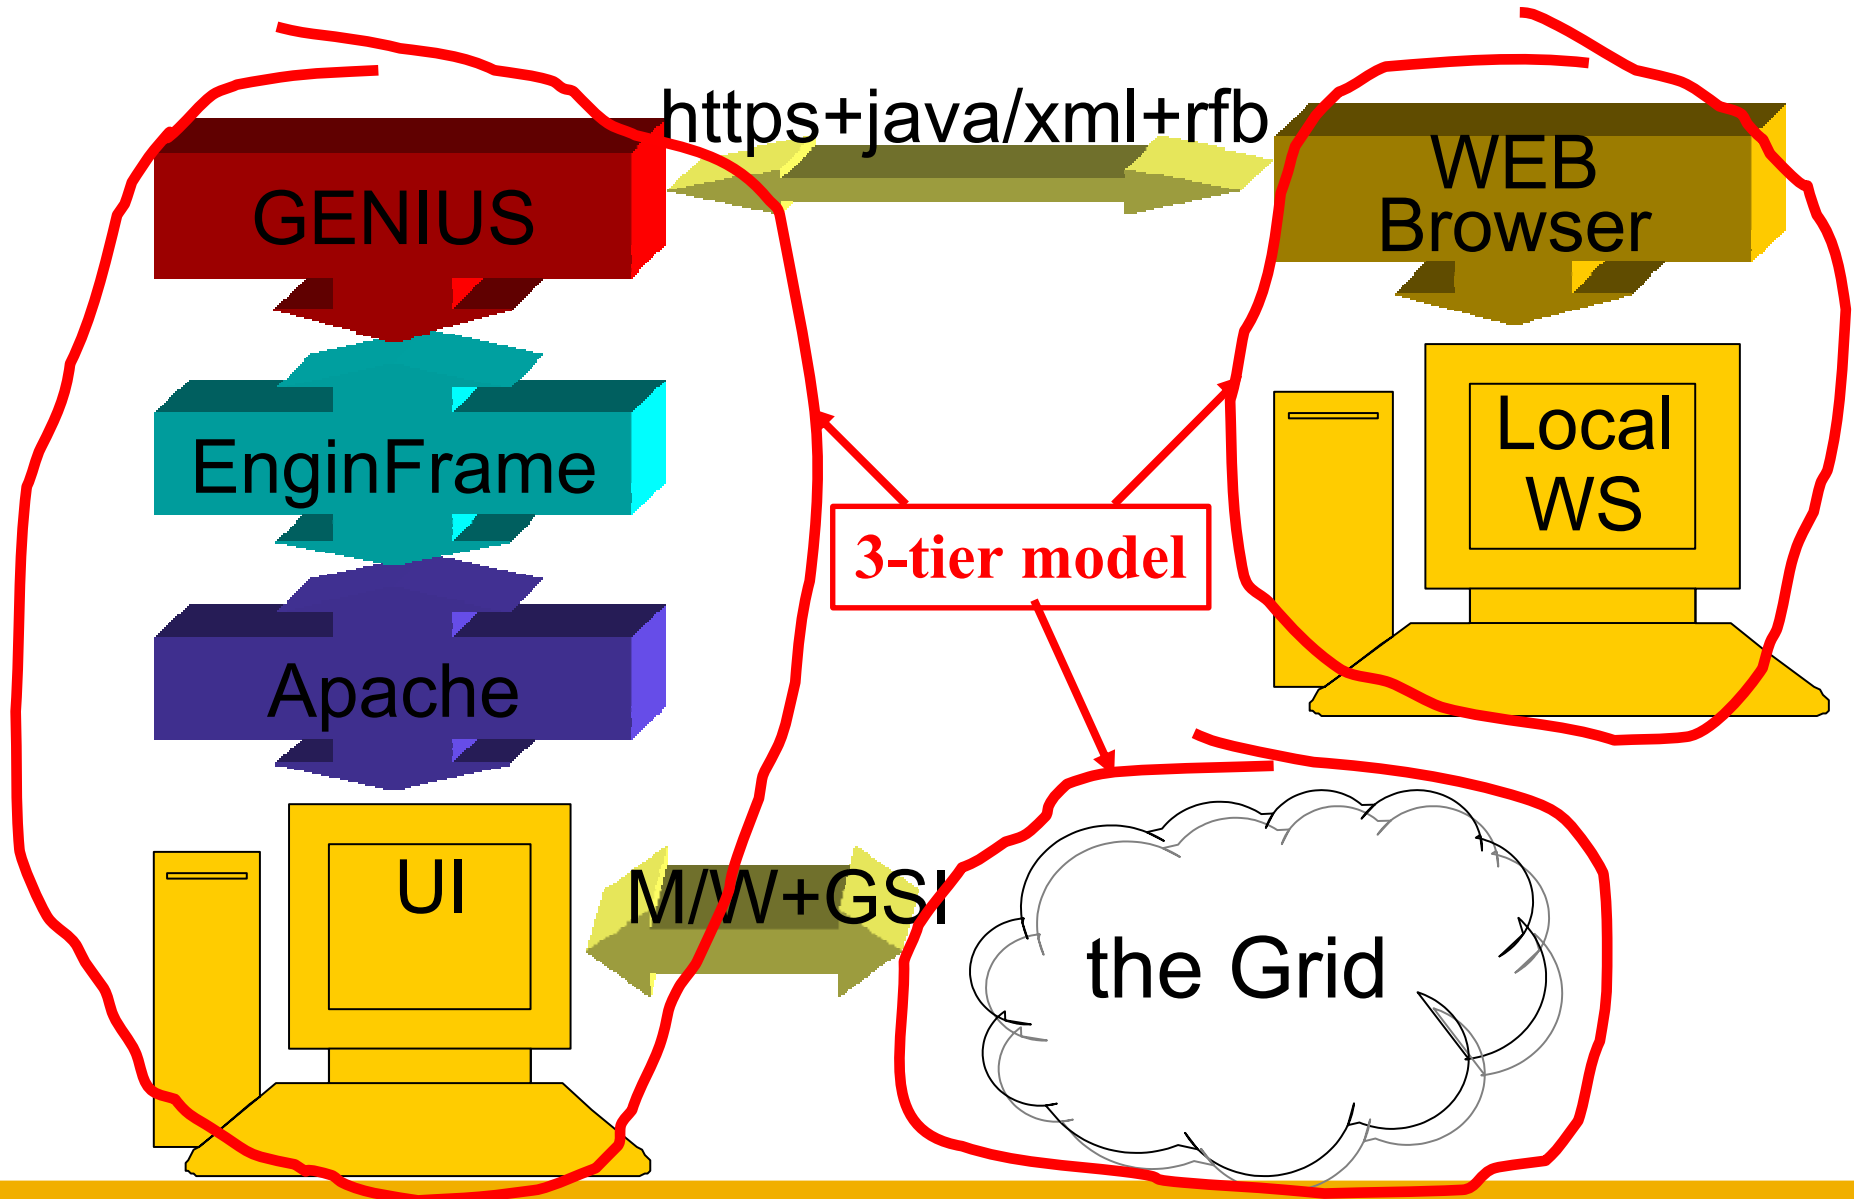 https+java/xml+rfb
GENIUS
WEB
Browser
EnginFrame
Local
WS
3-tier model
Apache
UI
M/W+GSI
the Grid